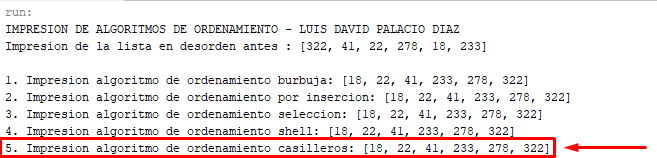 run:
IMPRESION DE ALGORITMOS DE ORDENAMIENTO - LUIS DAVID PALACIO DIAZ
Impresion de la lista en desorden antes : [322, 41, 22, 278, 18, 233]
1. Impresion algoritmo de ordenamiento burbuja: [18, 22, 41, 233, 278, 322]
2. Impresion algoritmo de ordenamiento por insercion: [18, 22, 41, 233, 278, 322]
3. Impresion algoritmo de ordenamiento seleccion: [18, 22, 41, 233, 278, 322]
4. Impresion algoritmo de ordenamiento shell: [18, 22, 41, 233, 278, 322]
5. Impresion algoritmo de ordenamiento casilleros: [18, 22, 41, 233, 278, 322]